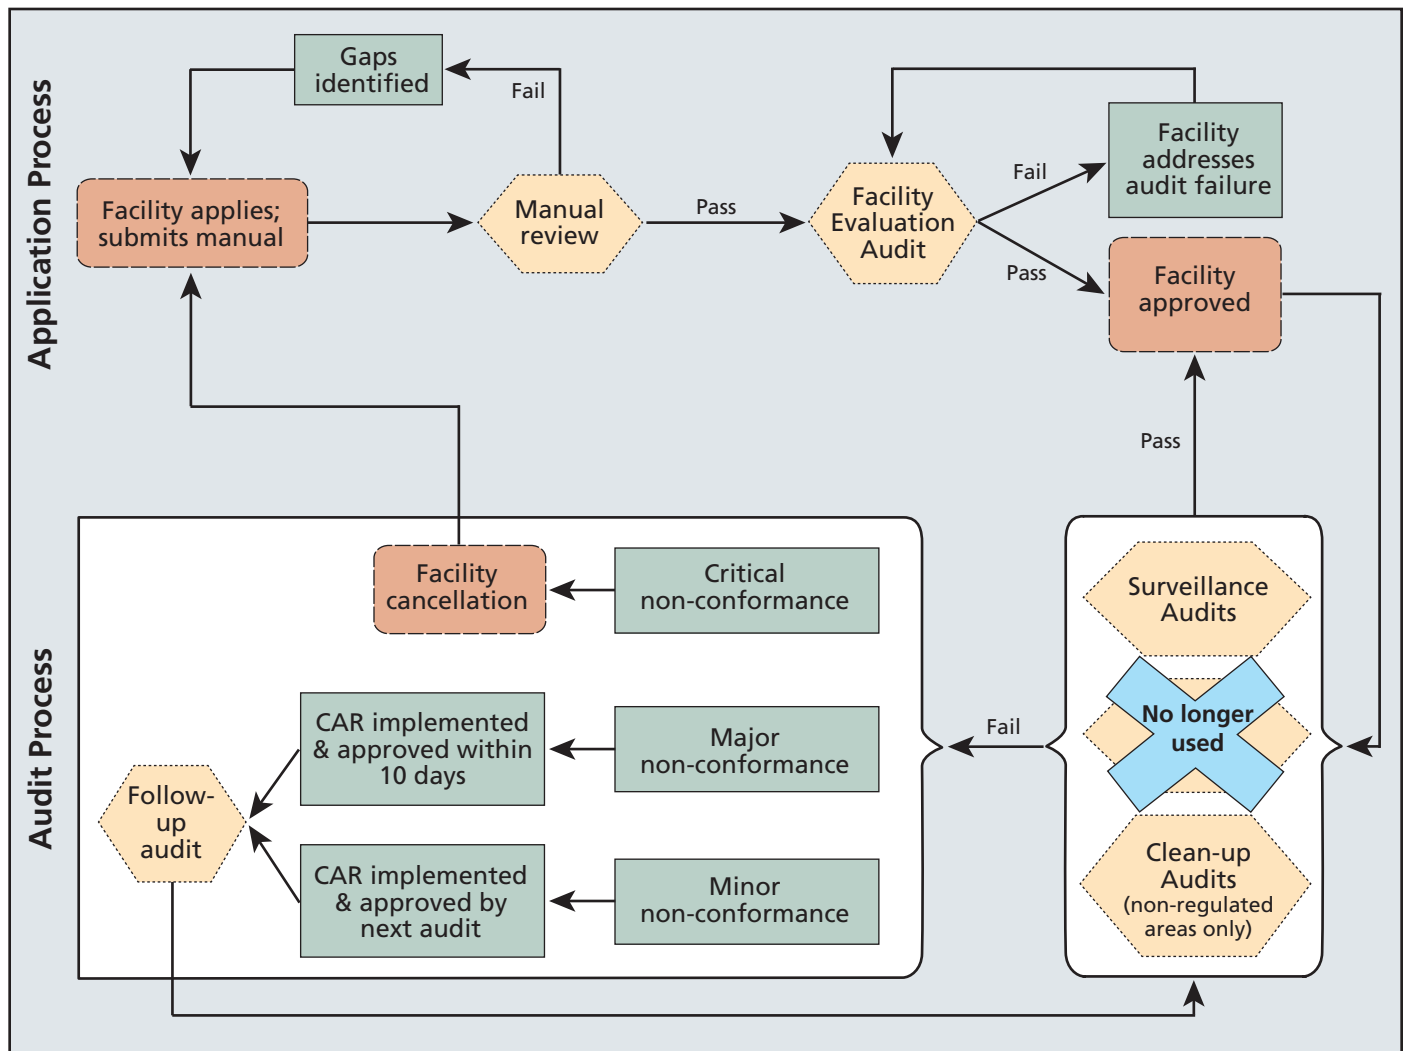 Application Process
Gaps
identified
Fail
Facility applies;
submits manual
Manual
review
Pass
Facility
Evaluation
Audit
Fail
Pass
Facility
addresses
audit failure
Facility
approved
Pass
Audit Process
Facility
cancellation
Critical
non-conformance
CAR implemented
& approved within
10 days
Major
non-conformance
Follow-
up
audit
CAR implemented
& approved by
next audit
Minor
non-conformance
Fail
Surveillance
Audits
No longer
used
Clean-up
Audits
(non-regulated
areas only)